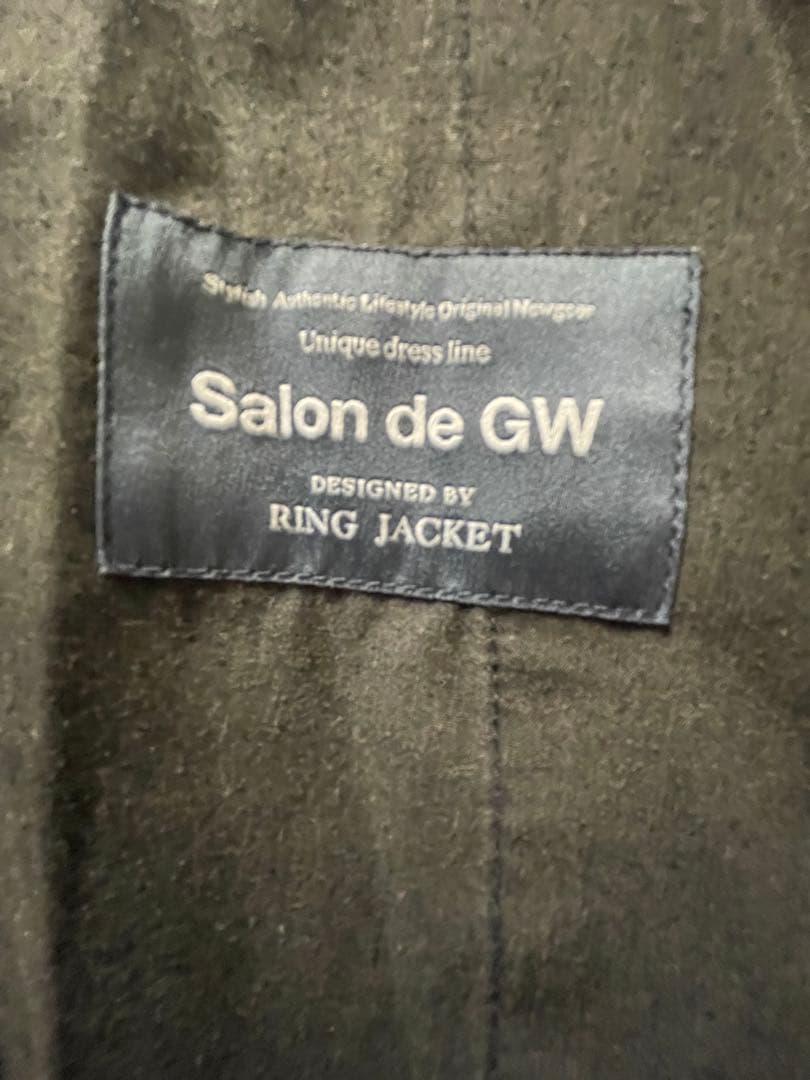 Stylish Authentic Lifestyle Original Newgear
Unique dress line
Salon de GW
DESIGNED BY
RING JACKET